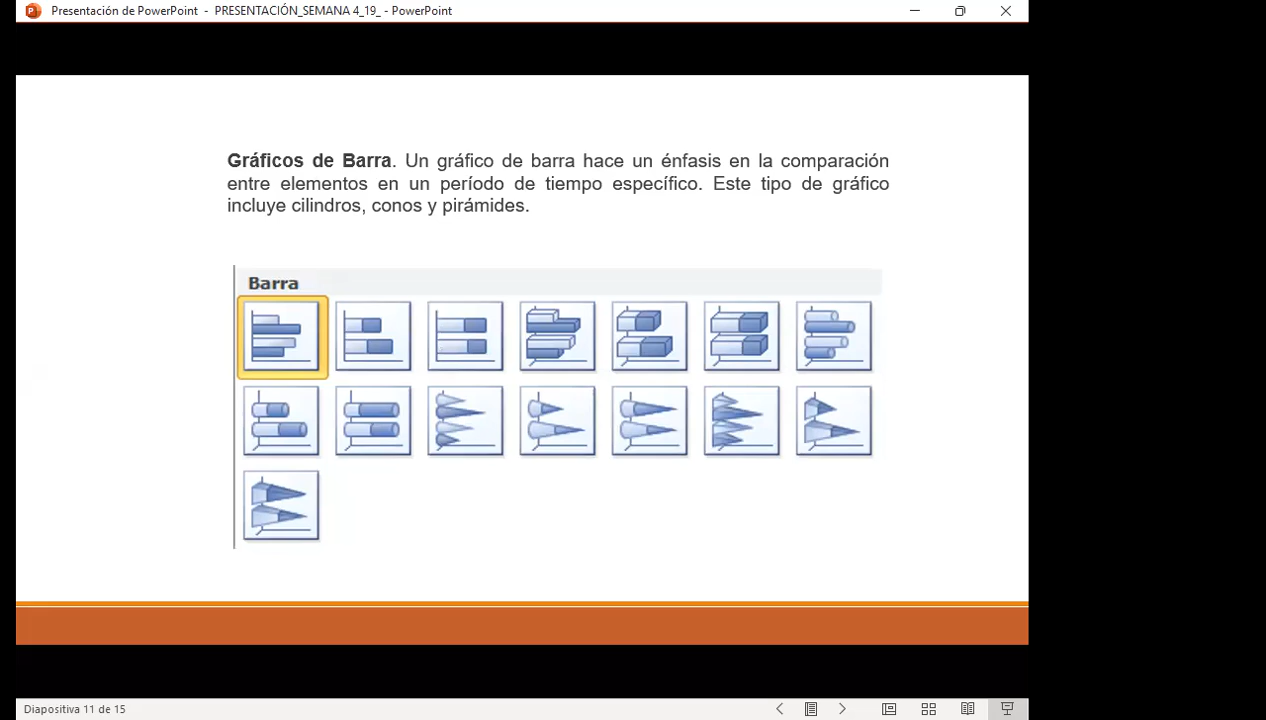 Presentación de PowerPoint - PRESENTACIÓN_SEMANA 4_19_ - PowerPoint
Gráficos de Barra. Un gráfico de barra hace un énfasis en la comparación
entre elementos en un período de tiempo específico. Este tipo de gráfico
incluye cilindros, conos y pirámides.
Barra
Diapositiva 11 de 15